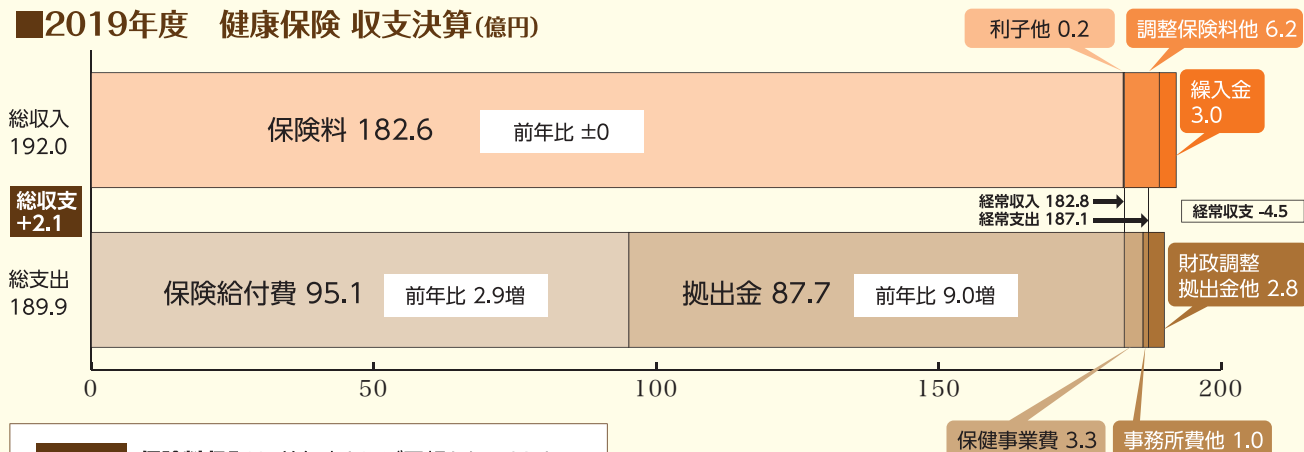 ■2019年度 健康保険 収支決算(億円)
利子他 0.2
調整保険料他 6.2
繰入金
3.0
総収入
192.0
保険料 182.6
前年比 ±0
総収支
+2.1
経常収入 182.8
経常支出 187.1
経常収支 -4.5
総支出
189.9
保険給付費 95.1
前年比 2.9増
拠出金 87.7
前年比 9.0増
財政調整
拠出金他 2.8
0 50 100 150 200
保健事業費 3.3
事務所費他 1.0